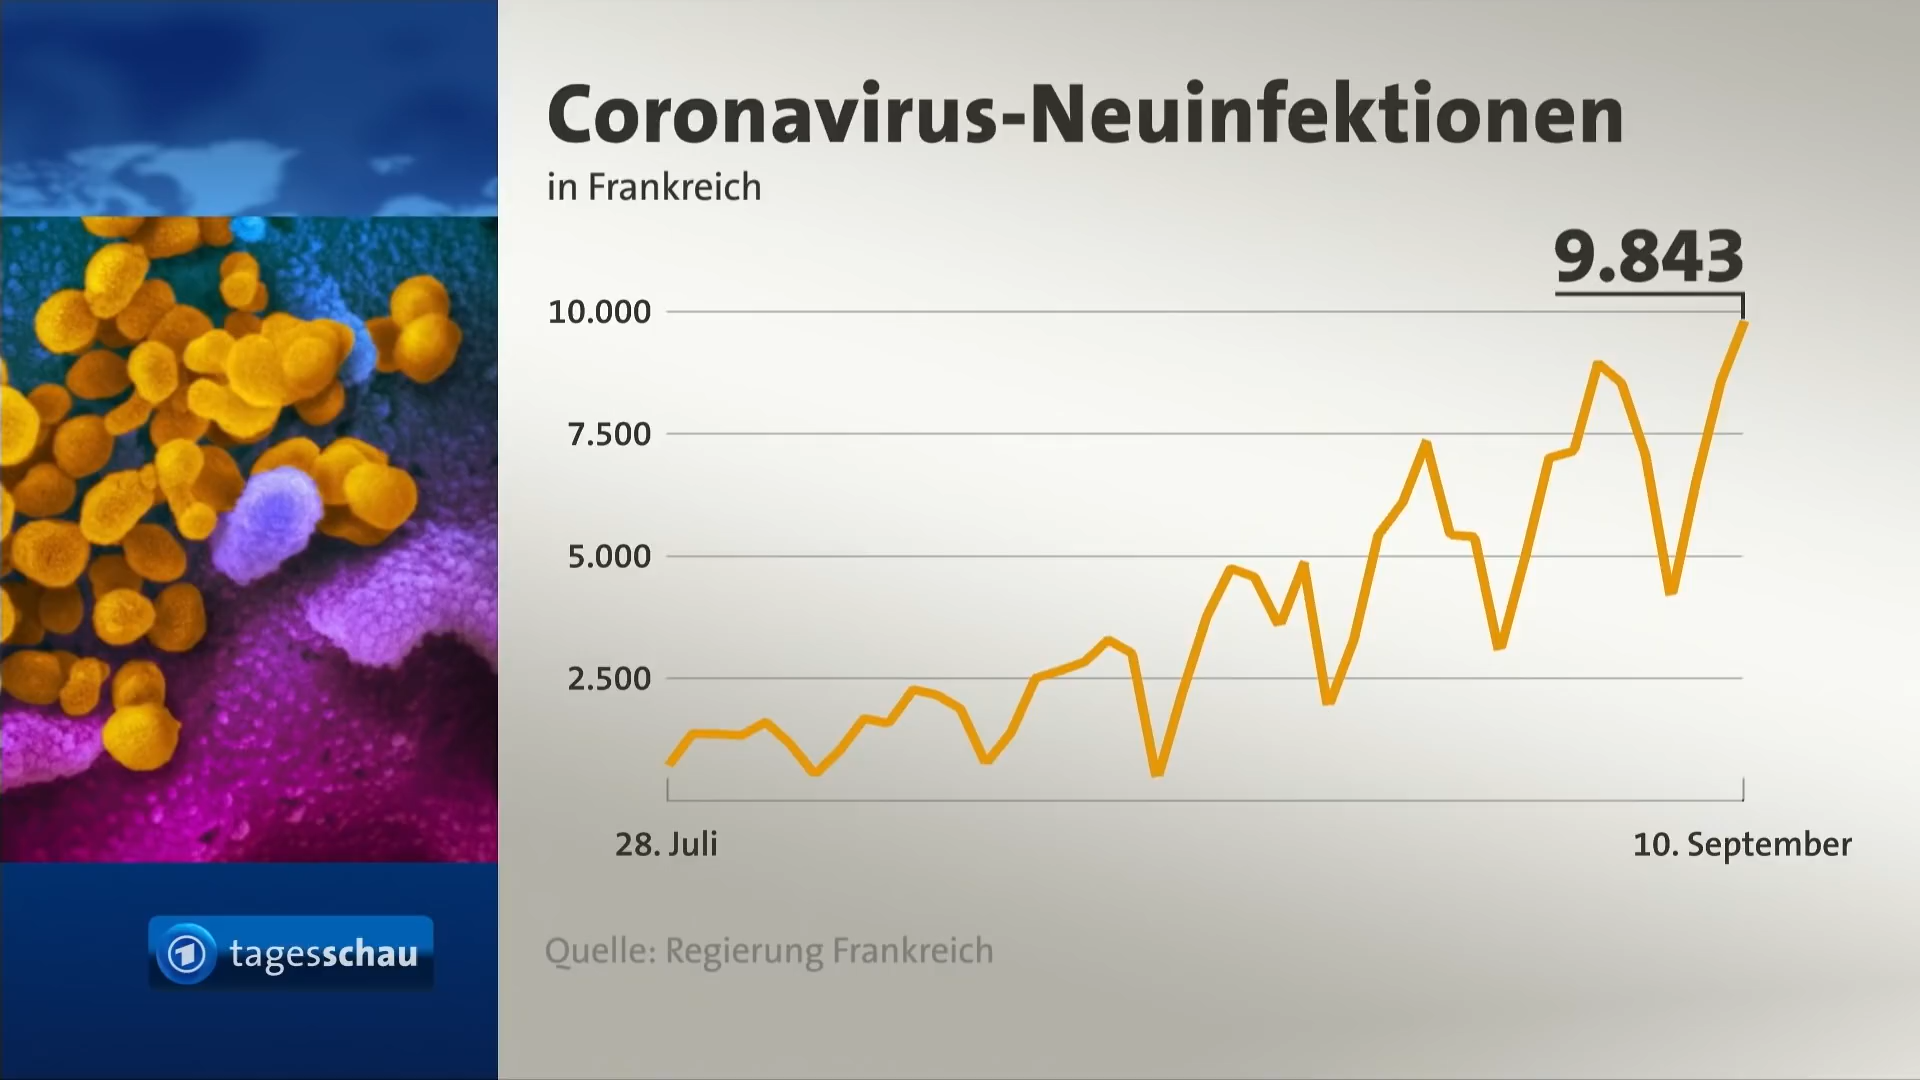 Coronavirus-Neuinfektionen
in Frankreich
9.843
10.000
7.500
5.000
2.500
28. Juli
10. September
Quelle: Regierung Frankreich
tagesschau